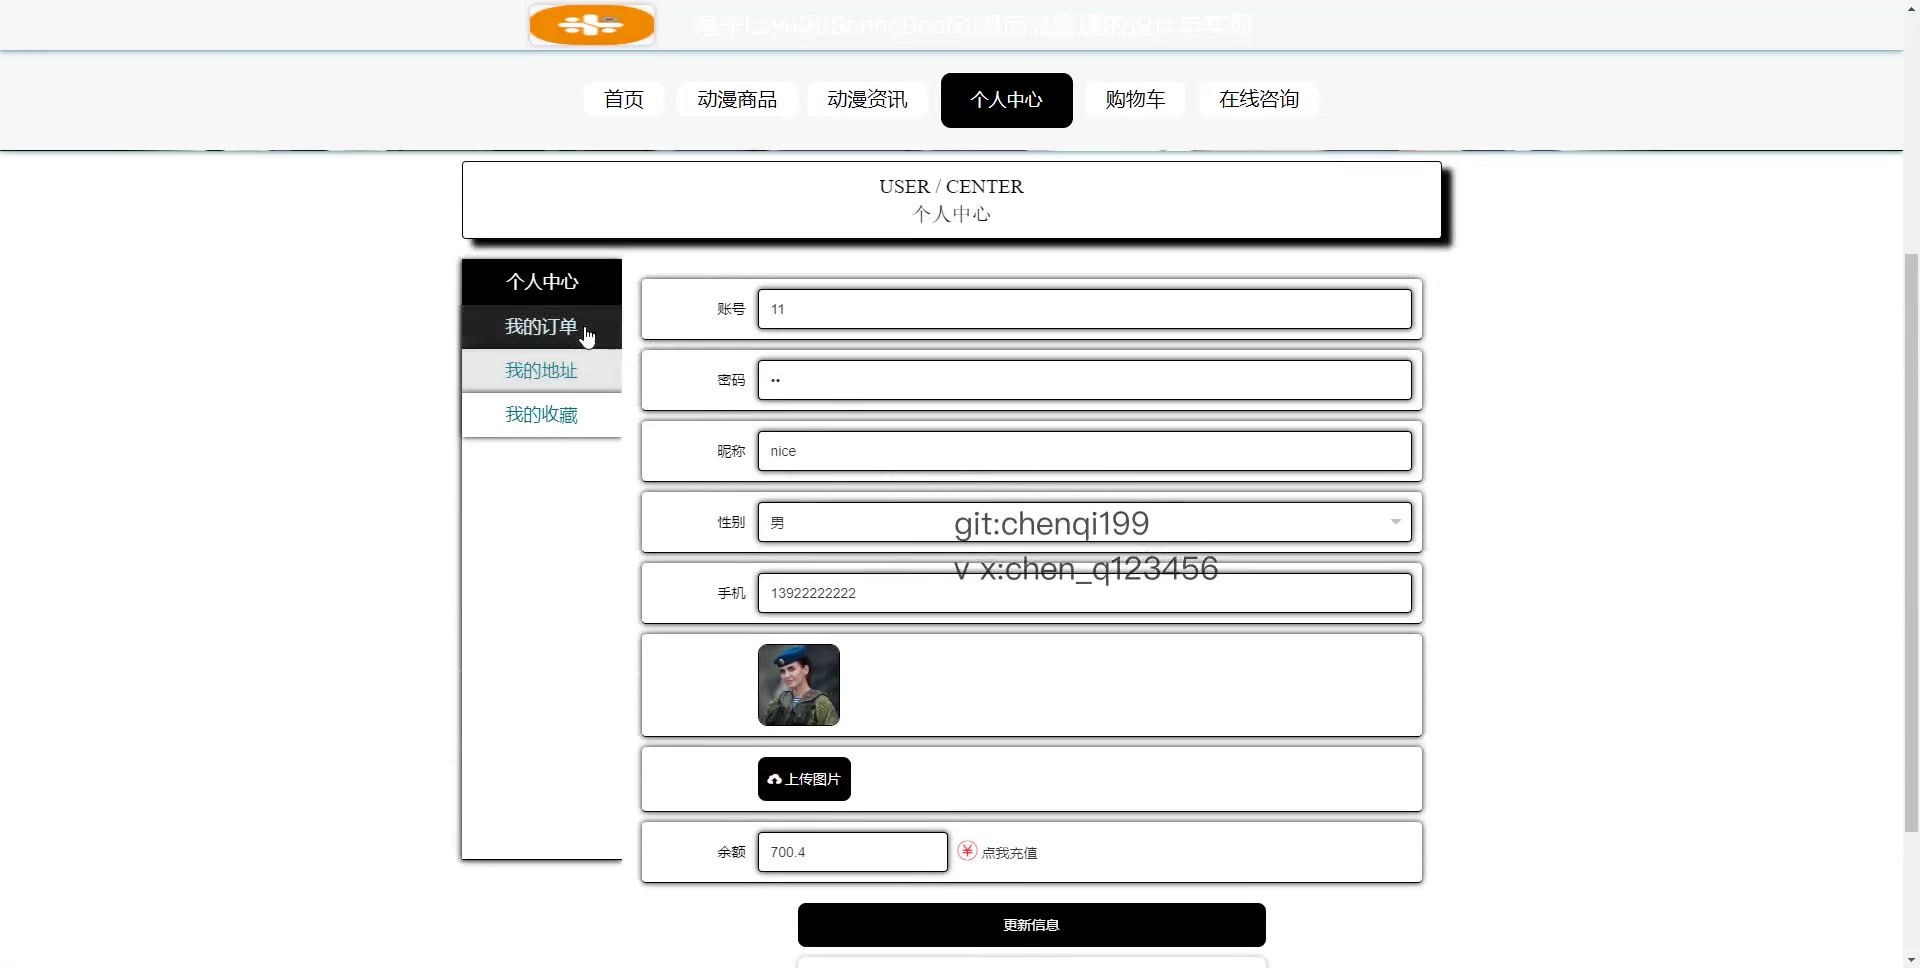 首页 动漫商品 动漫资讯 个人中心 购物车 在线咨询
USER / CENTER
个人中心
个人中心
我的订单
我的地址
我的收藏
账号 11
密码 ••
昵称 nice
性别 男
git:chenqi199
v x:chen_q123456
手机 13922222222
上传图片
余额 700.4 点我充值
更新信息